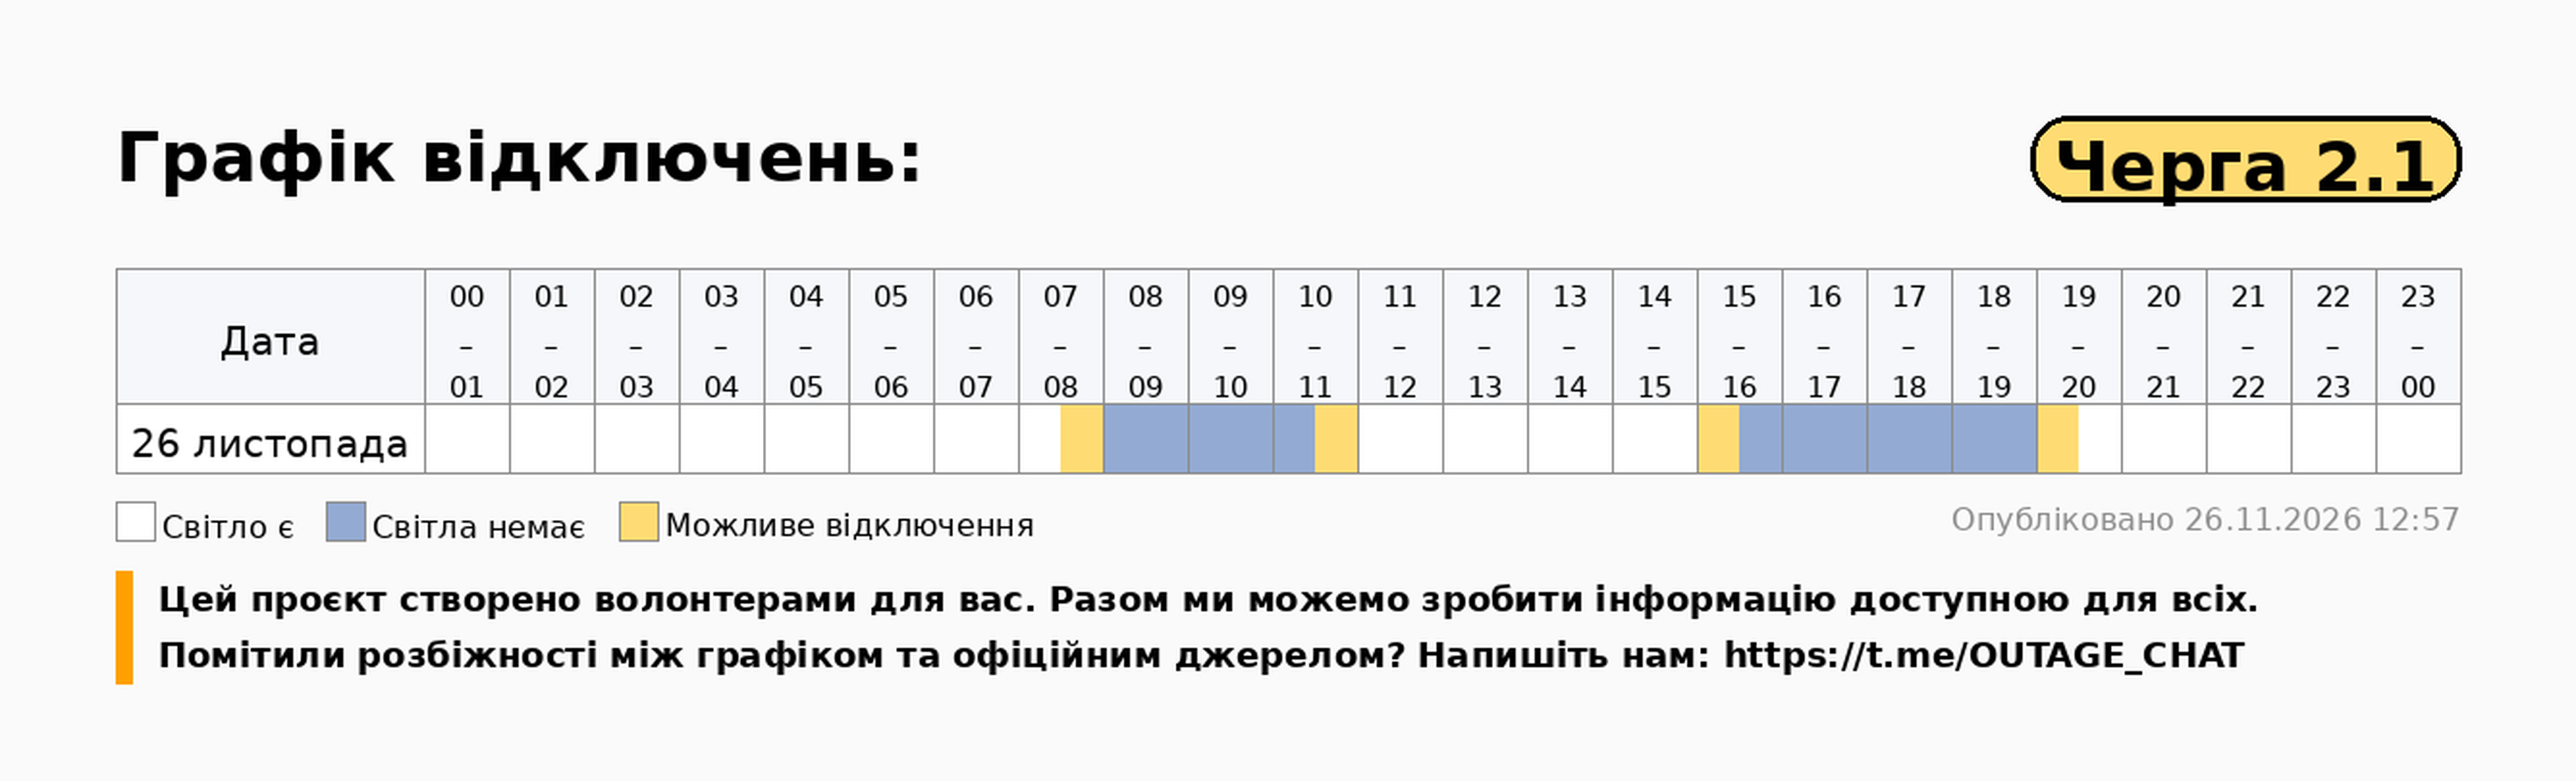 Графік відключень:
Черга 2.1
Дата
00 – 01
01 – 02
02 – 03
03 – 04
04 – 05
05 – 06
06 – 07
07 – 08
08 – 09
09 – 10
10 – 11
11 – 12
12 – 13
13 – 14
14 – 15
15 – 16
16 – 17
17 – 18
18 – 19
19 – 20
20 – 21
21 – 22
22 – 23
23 – 00
26 листопада
Світло є
Світла немає
Можливе відключення
Опубліковано 26.11.2026 12:57
Цей проєкт створено волонтерами для вас. Разом ми можемо зробити інформацію доступною для всіх.
Помітили розбіжності між графіком та офіційним джерелом? Напишіть нам: https://t.me/OUTAGE_CHAT